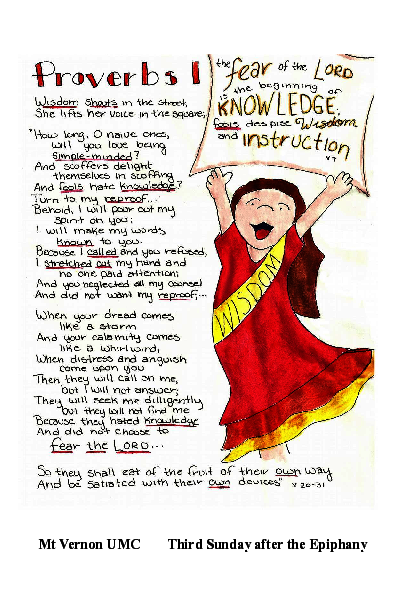 Proverbs 1
Wisdom shouts in the street,
She lifts her voice in the square;
"How long, O naive ones,
will you love being
simple-minded?
And scoffers delight
themselves in scoffing
And fools hate knowledge?
Turn to my reproof...
Behold, I will pour out my
spirit on you;
I will make my words
known to you.
Because I called and you refused,
I stretched out my hand and
no one paid attention;
And you neglected all my counsel
And did not want my reproof;...
When your dread comes
like a storm
And your calamity comes
like a whirlwind,
When distress and anguish
come upon you
Then they will call on me,
but I will not answer;
They will seek me diligently
but they will not find me
Because they hated knowledge
And did not choose to
fear the LORD...
So they shall eat of the fruit of their own way
And be satiated with their own devices" v 20-31
the fear of the LORD
is the beginning of
KNOWLEDGE;
fools despise Wisdom
and instruction
v 7
WISDOM
Mt Vernon UMC Third Sunday after the Epiphany